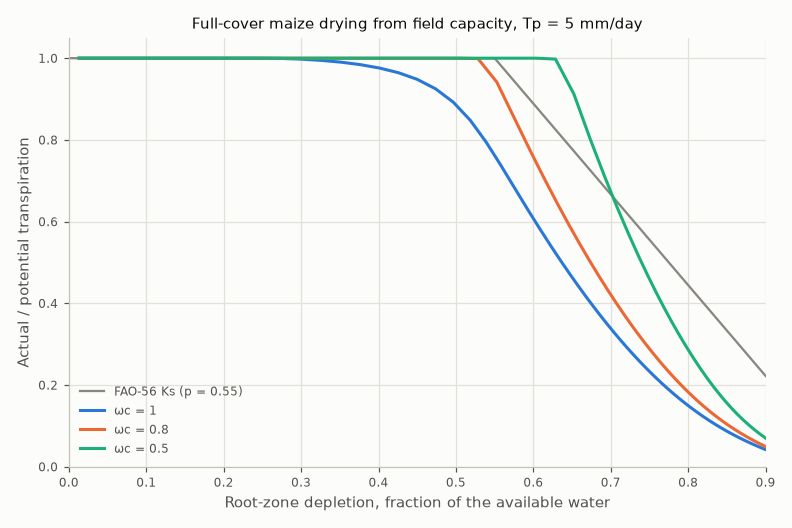 Full-cover maize drying from field capacity, Tp = 5 mm/day
Actual / potential transpiration
1.0
0.8
0.6
0.4
0.2
0.0
FAO-56 Ks (p = 0.55)
ωc = 1
ωc = 0.8
ωc = 0.5
0.0 0.1 0.2 0.3 0.4 0.5 0.6 0.7 0.8 0.9
Root-zone depletion, fraction of the available water